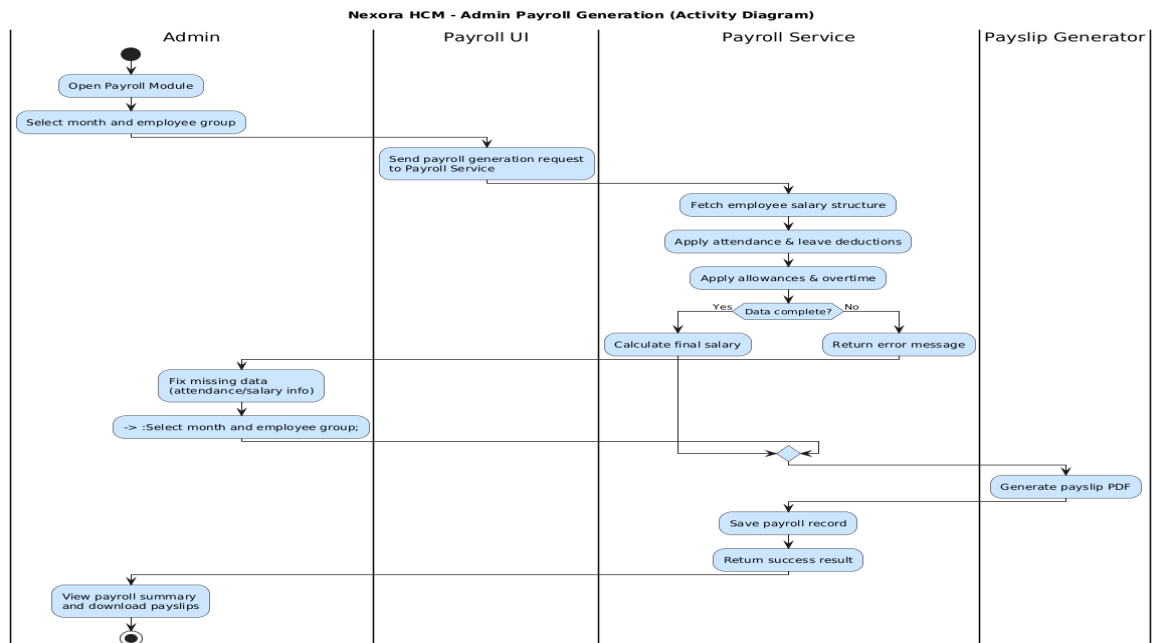 Nexora HCM - Admin Payroll Generation (Activity Diagram)
Admin
Payroll UI
Payroll Service
Payslip Generator
Open Payroll Module
Select month and employee group
Send payroll generation request
to Payroll Service
Fetch employee salary structure
Apply attendance & leave deductions
Apply allowances & overtime
Yes
Data complete?
No
Calculate final salary
Return error message
Fix missing data
(attendance/salary info)
-> :Select month and employee group;
Generate payslip PDF
Save payroll record
Return success result
View payroll summary
and download payslips